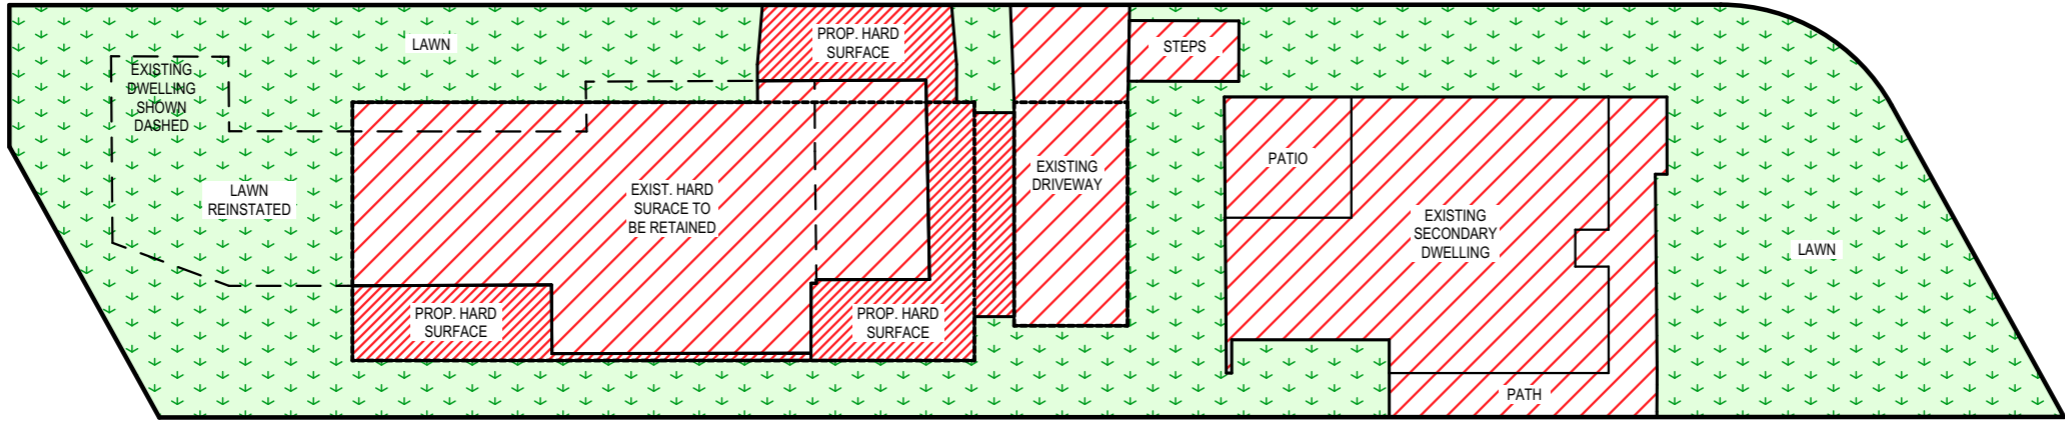 LAWN
PROP. HARD
SURFACE
STEPS
EXISTING
DWELLING
SHOWN
DASHED
LAWN
REINSTATED
EXIST. HARD
SURACE TO
BE RETAINED
EXISTING
DRIVEWAY
PATIO
EXISTING
SECONDARY
DWELLING
LAWN
PROP. HARD
SURFACE
PROP. HARD
SURFACE
PATH